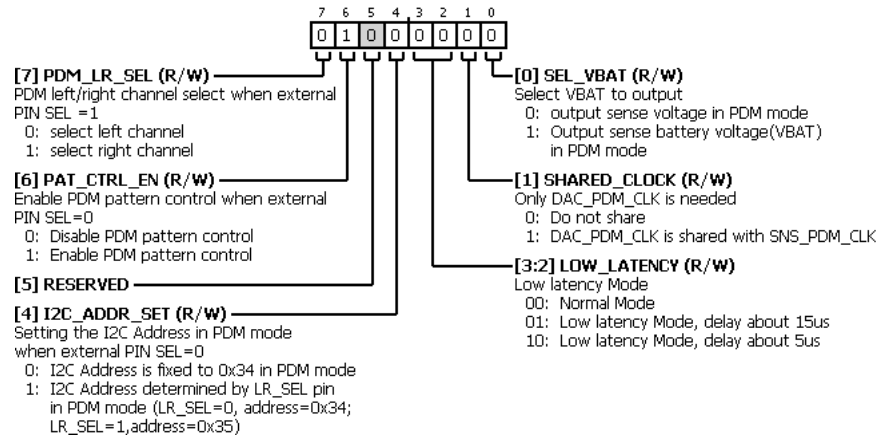 7 6 5 4 3 2 1 0
0 1 0 0 0 0 0 0
[7] PDM_LR_SEL (R/W)
PDM left/right channel select when external
PIN SEL =1
0: select left channel
1: select right channel
[6] PAT_CTRL_EN (R/W)
Enable PDM pattern control when external
PIN SEL=0
0: Disable PDM pattern control
1: Enable PDM pattern control
[5] RESERVED
[4] I2C_ADDR_SET (R/W)
Setting the I2C Address in PDM mode
when external PIN SEL=0
0: I2C Address is fixed to 0x34 in PDM mode
1: I2C Address determined by LR_SEL pin
in PDM mode (LR_SEL=0, address=0x34;
LR_SEL=1,address=0x35)
[0] SEL_VBAT (R/W)
Select VBAT to output
0: output sense voltage in PDM mode
1: Output sense battery voltage(VBAT)
in PDM mode
[1] SHARED_CLOCK (R/W)
Only DAC_PDM_CLK is needed
0: Do not share
1: DAC_PDM_CLK is shared with SNS_PDM_CLK
[3:2] LOW_LATENCY (R/W)
Low latency Mode
00: Normal Mode
01: Low latency Mode, delay about 15us
10: Low latency Mode, delay about 5us